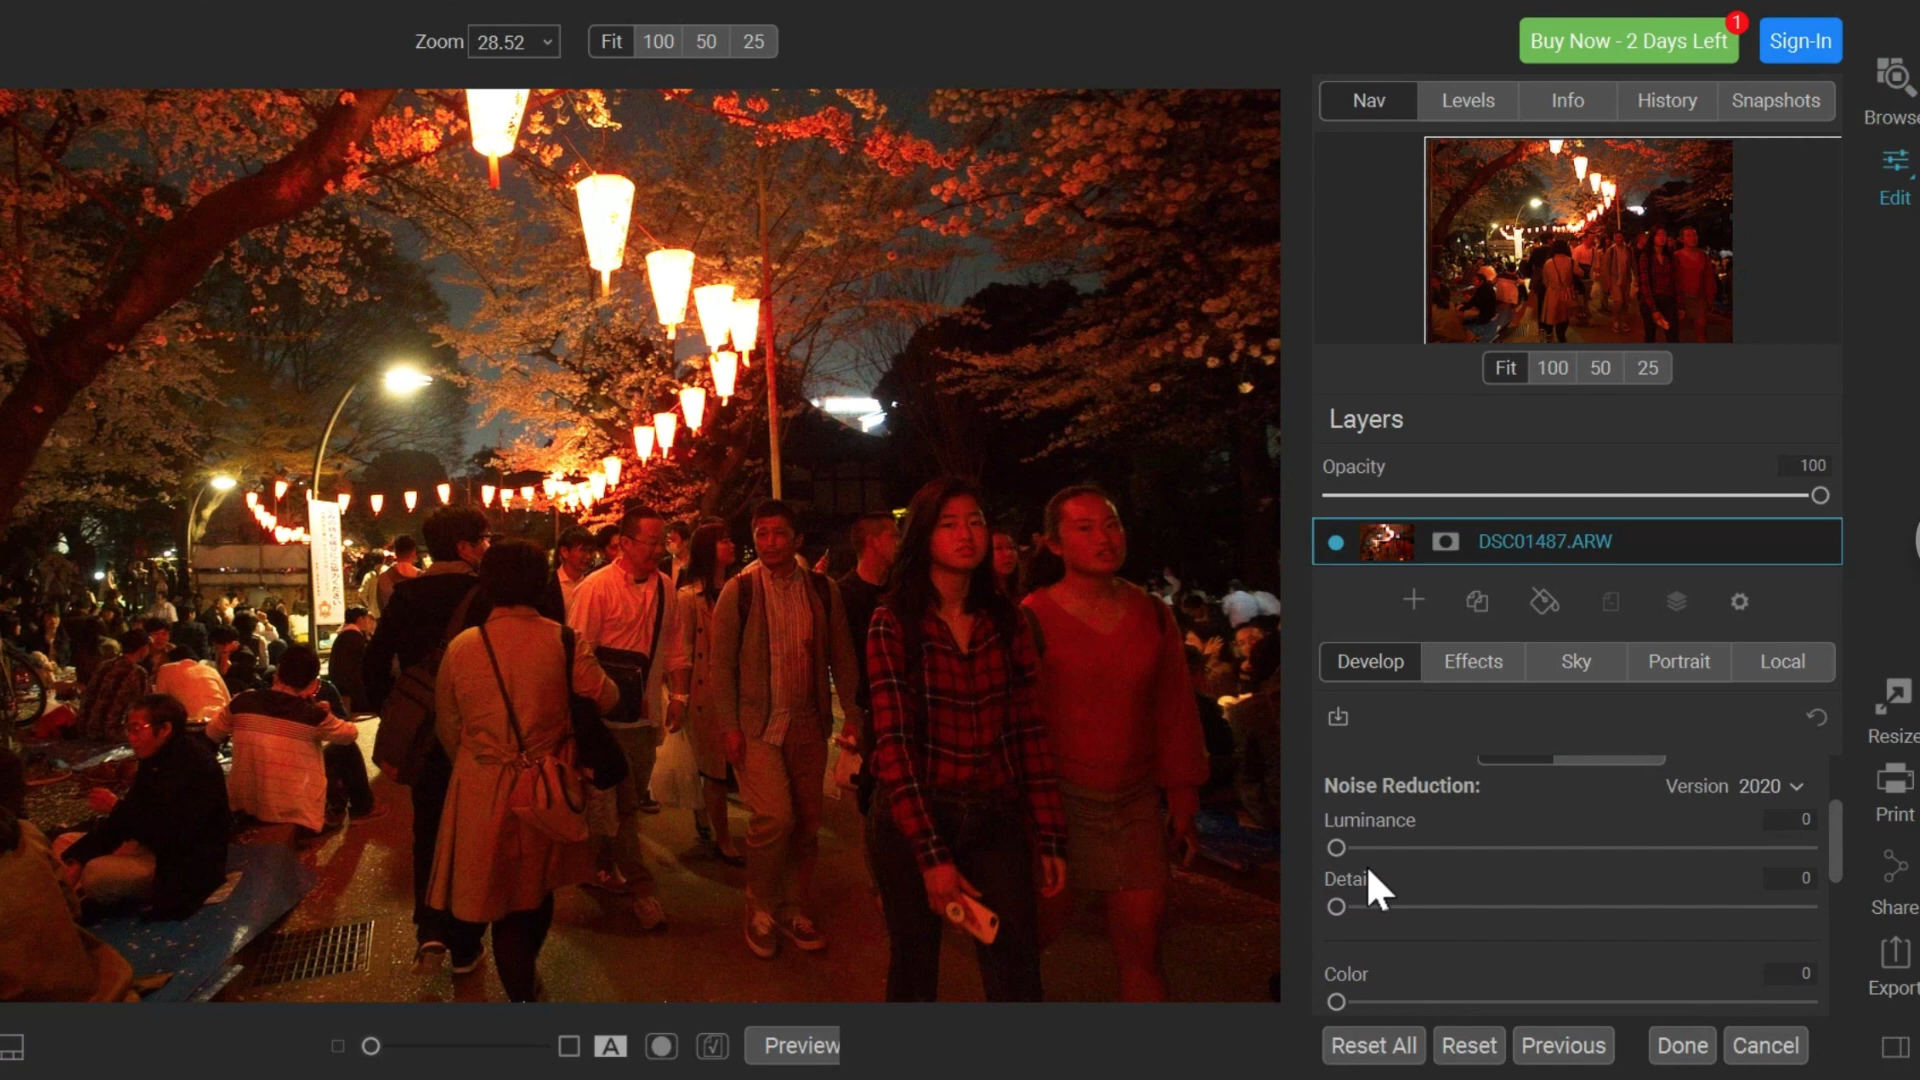 Zoom 28.52 Fit 100 50 25
Buy Now - 2 Days Left 1 Sign-In
Nav Levels Info History Snapshots
Browse
Edit
Fit 100 50 25
Layers
Opacity 100
DSC01487.ARW
Develop Effects Sky Portrait Local
Resize
Noise Reduction: Version 2020
Luminance 0
Print
Detai 0
Share
Color 0
Export
A Preview
Reset All Reset Previous Done Cancel